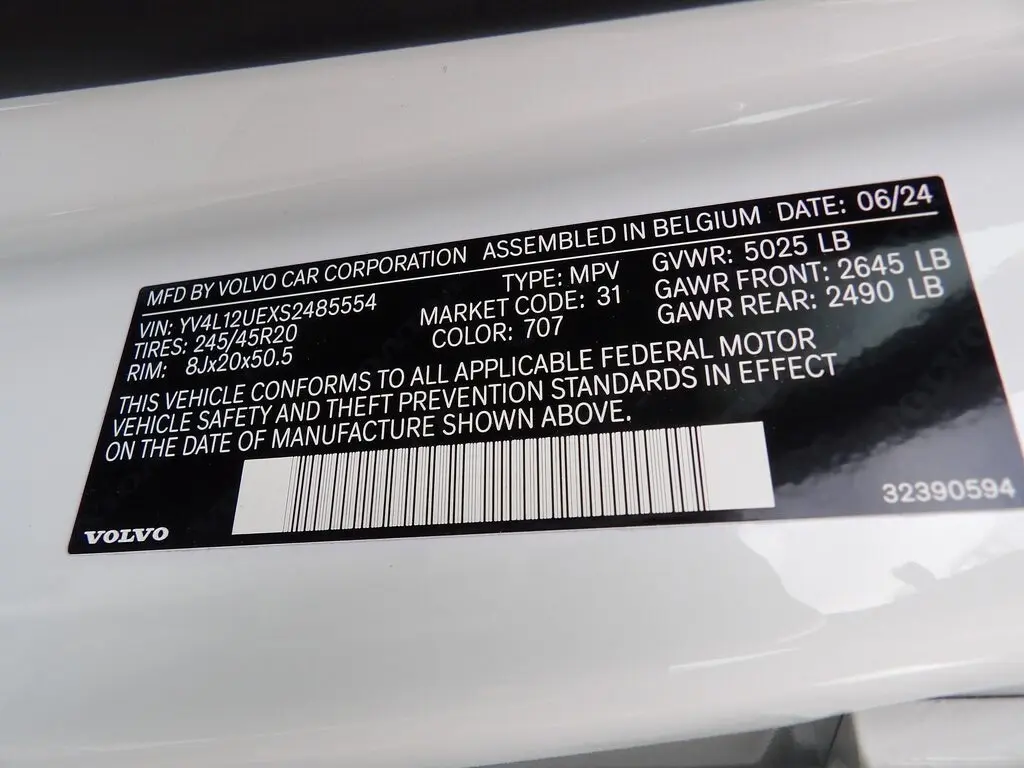 MFD BY VOLVO CAR CORPORATION ASSEMBLED IN BELGIUM DATE: 06/24
VIN: YV4L12UEXS2485554 TYPE: MPV GVWR: 5025 LB
TIRES: 245/45R20 MARKET CODE: 31 GAWR FRONT: 2645 LB
RIM: 8Jx20x50.5 COLOR: 707 GAWR REAR: 2490 LB
THIS VEHICLE CONFORMS TO ALL APPLICABLE FEDERAL MOTOR
VEHICLE SAFETY AND THEFT PREVENTION STANDARDS IN EFFECT
ON THE DATE OF MANUFACTURE SHOWN ABOVE.
VOLVO 32390594